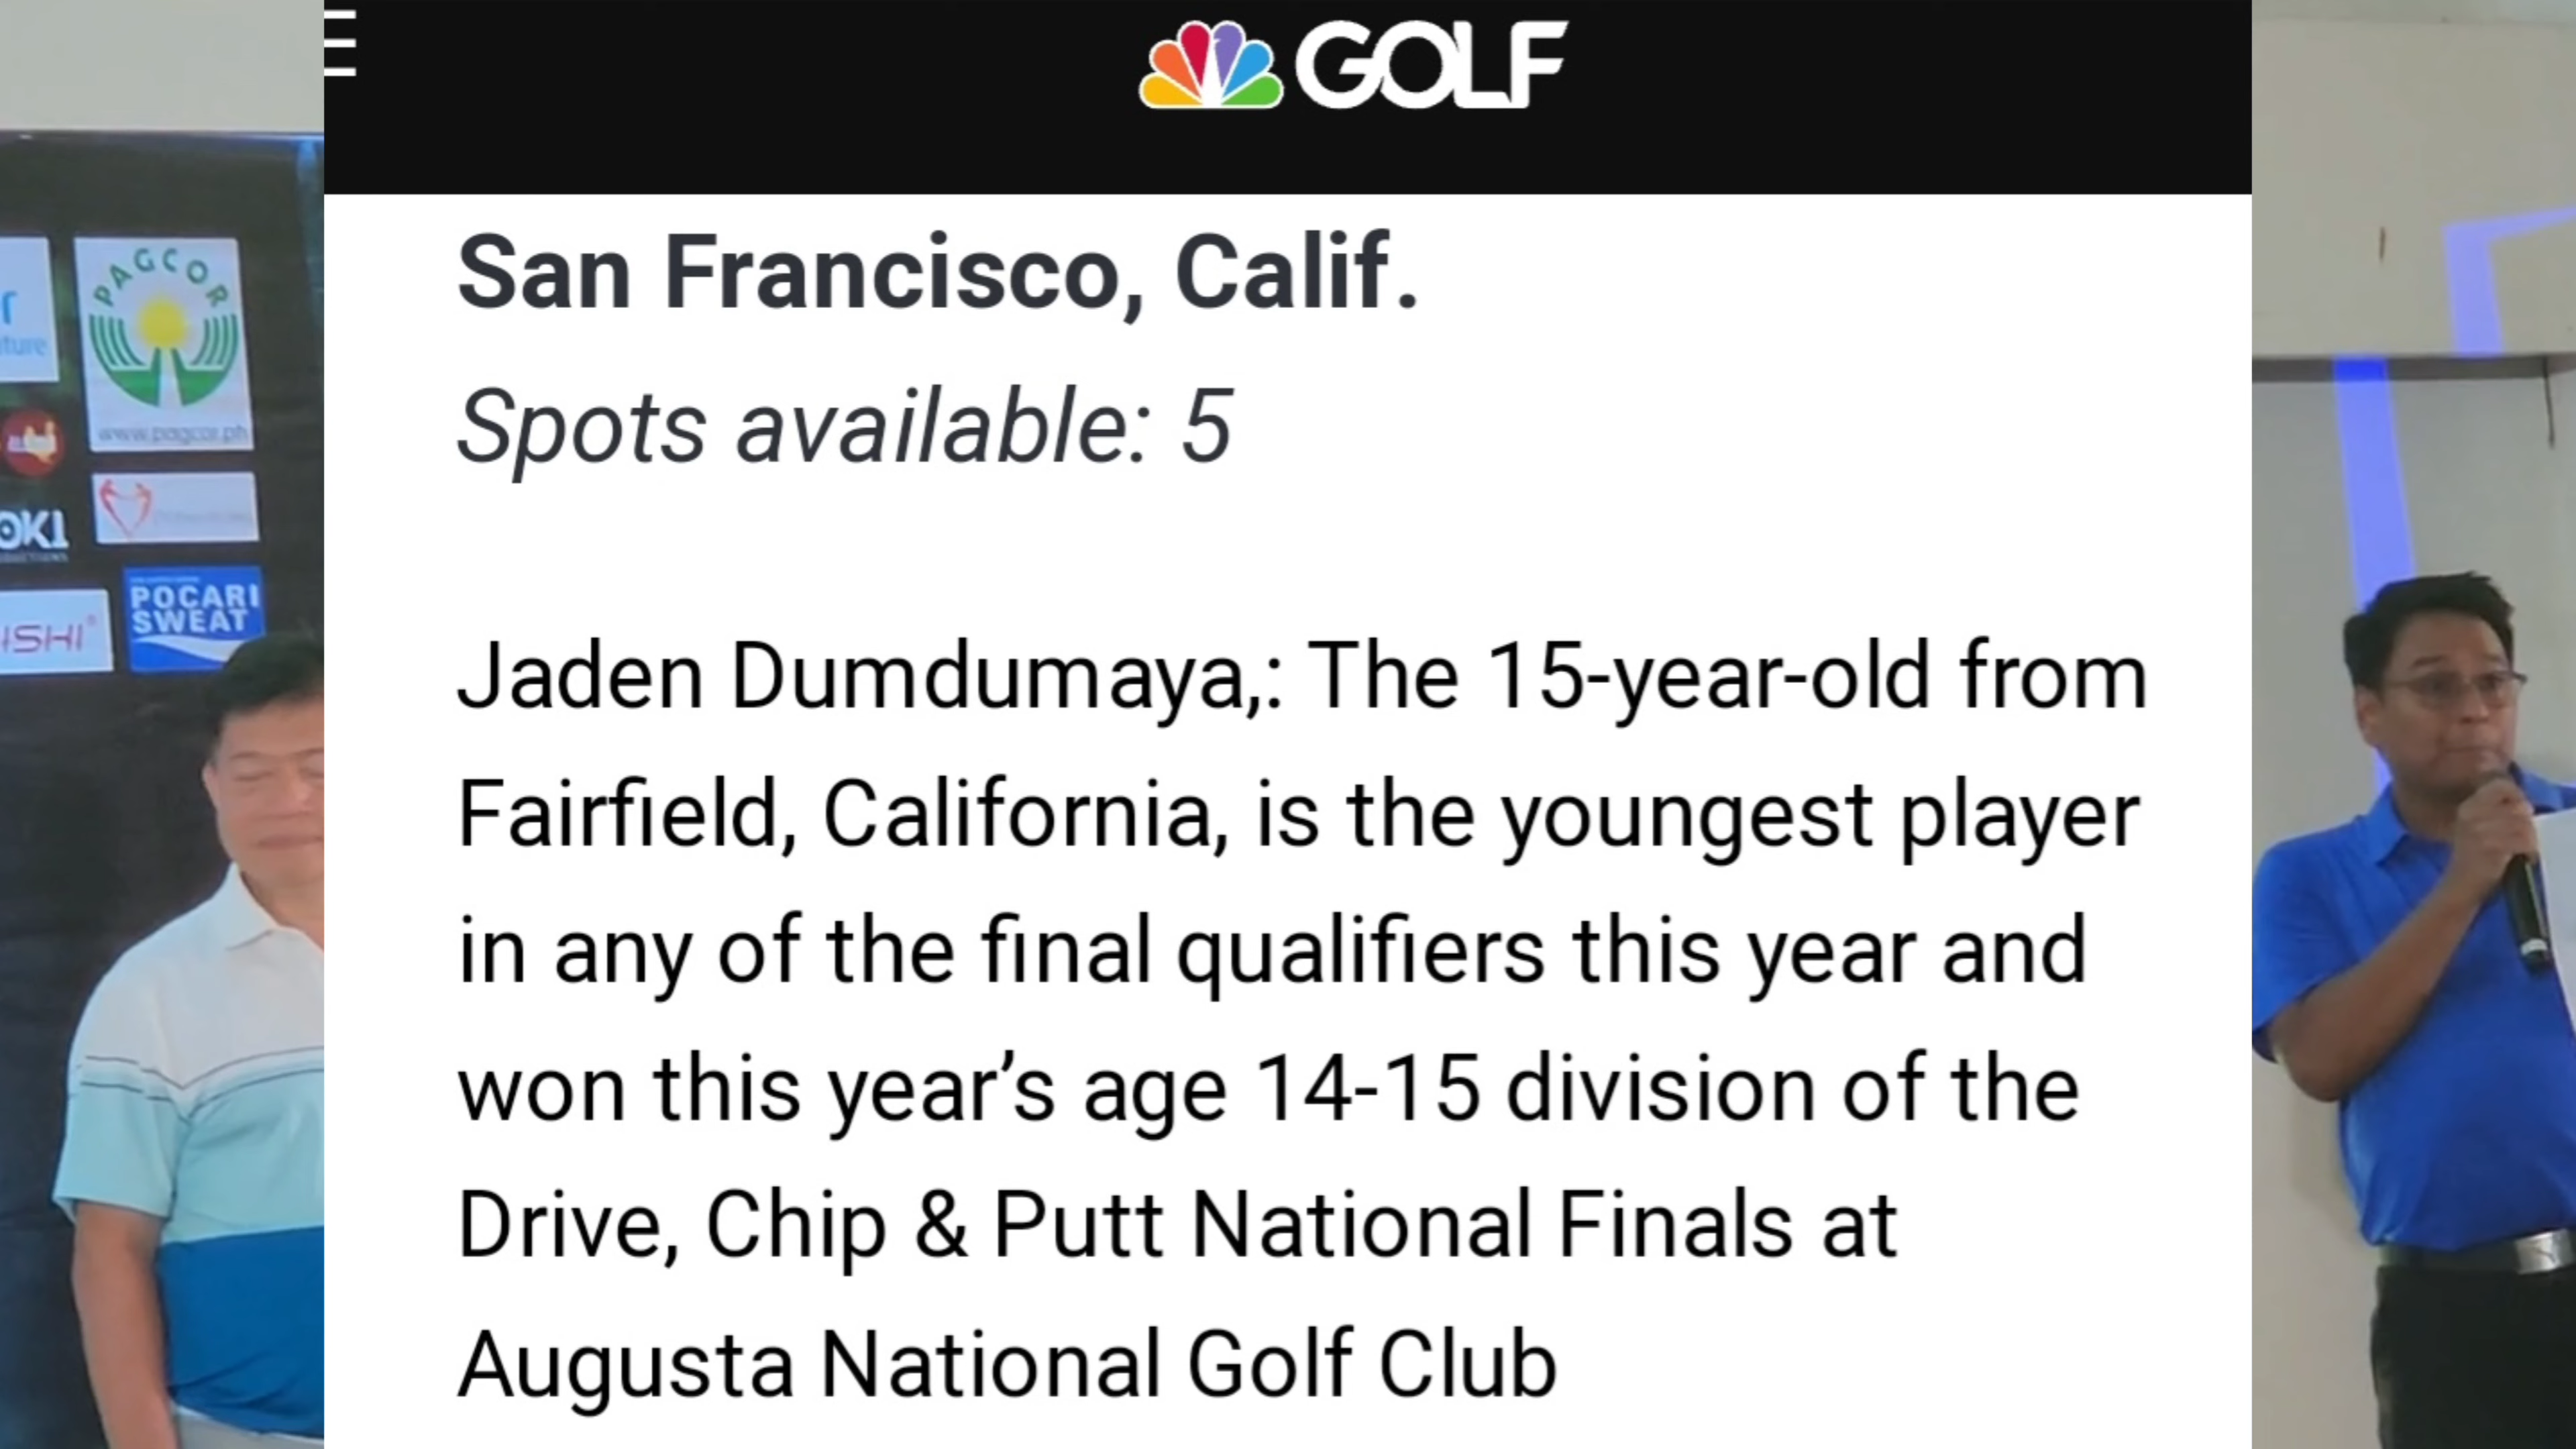 GOLF
San Francisco, Calif.
Spots available: 5
Jaden Dumdumaya,: The 15-year-old from
Fairfield, California, is the youngest player
in any of the final qualifiers this year and
won this year’s age 14-15 division of the
Drive, Chip & Putt National Finals at
Augusta National Golf Club
PAGCOR
www.pagcor.ph
POCARI
SWEAT